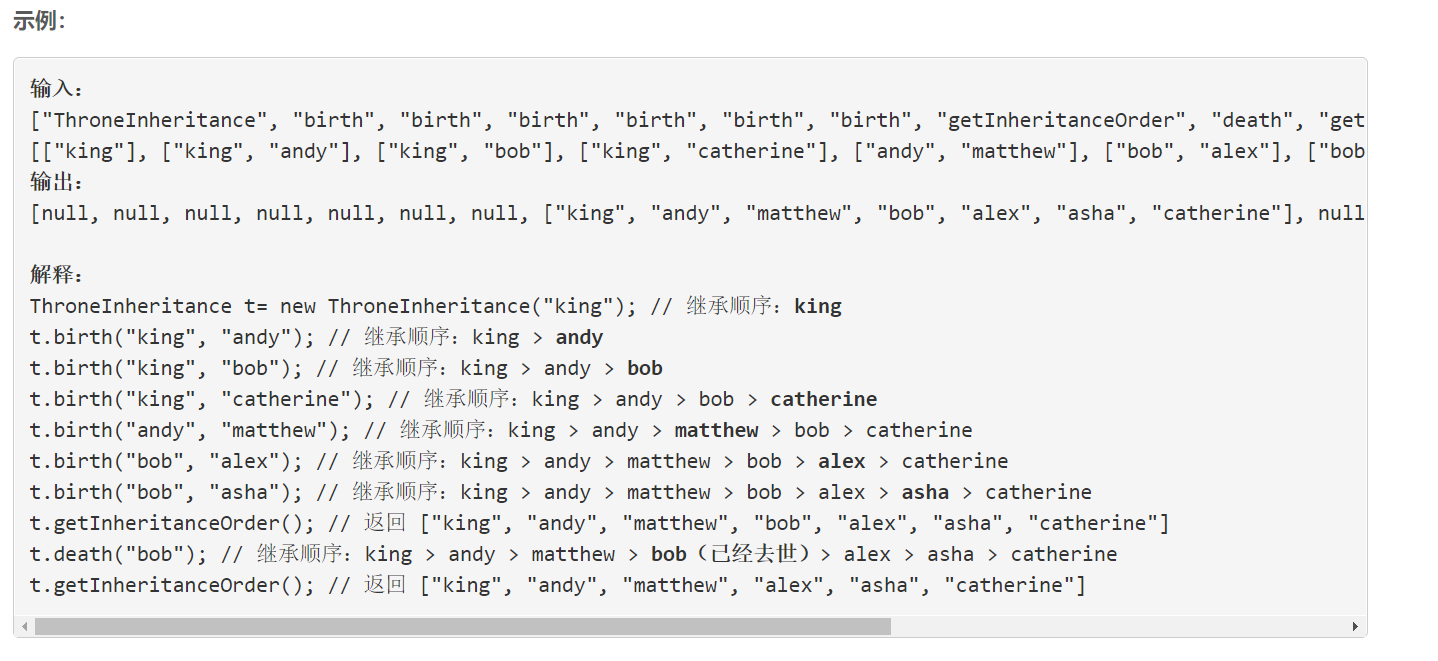 示例：
输入：
["ThroneInheritance", "birth", "birth", "birth", "birth", "birth", "birth", "getInheritanceOrder", "death", "get
[["king"], ["king", "andy"], ["king", "bob"], ["king", "catherine"], ["andy", "matthew"], ["bob", "alex"], ["bob
输出：
[null, null, null, null, null, null, null, ["king", "andy", "matthew", "bob", "alex", "asha", "catherine"], null
解释：
ThroneInheritance t= new ThroneInheritance("king"); // 继承顺序：king
t.birth("king", "andy"); // 继承顺序：king > andy
t.birth("king", "bob"); // 继承顺序：king > andy > bob
t.birth("king", "catherine"); // 继承顺序：king > andy > bob > catherine
t.birth("andy", "matthew"); // 继承顺序：king > andy > matthew > bob > catherine
t.birth("bob", "alex"); // 继承顺序：king > andy > matthew > bob > alex > catherine
t.birth("bob", "asha"); // 继承顺序：king > andy > matthew > bob > alex > asha > catherine
t.getInheritanceOrder(); // 返回 ["king", "andy", "matthew", "bob", "alex", "asha", "catherine"]
t.death("bob"); // 继承顺序：king > andy > matthew > bob（已经去世）> alex > asha > catherine
t.getInheritanceOrder(); // 返回 ["king", "andy", "matthew", "alex", "asha", "catherine"]